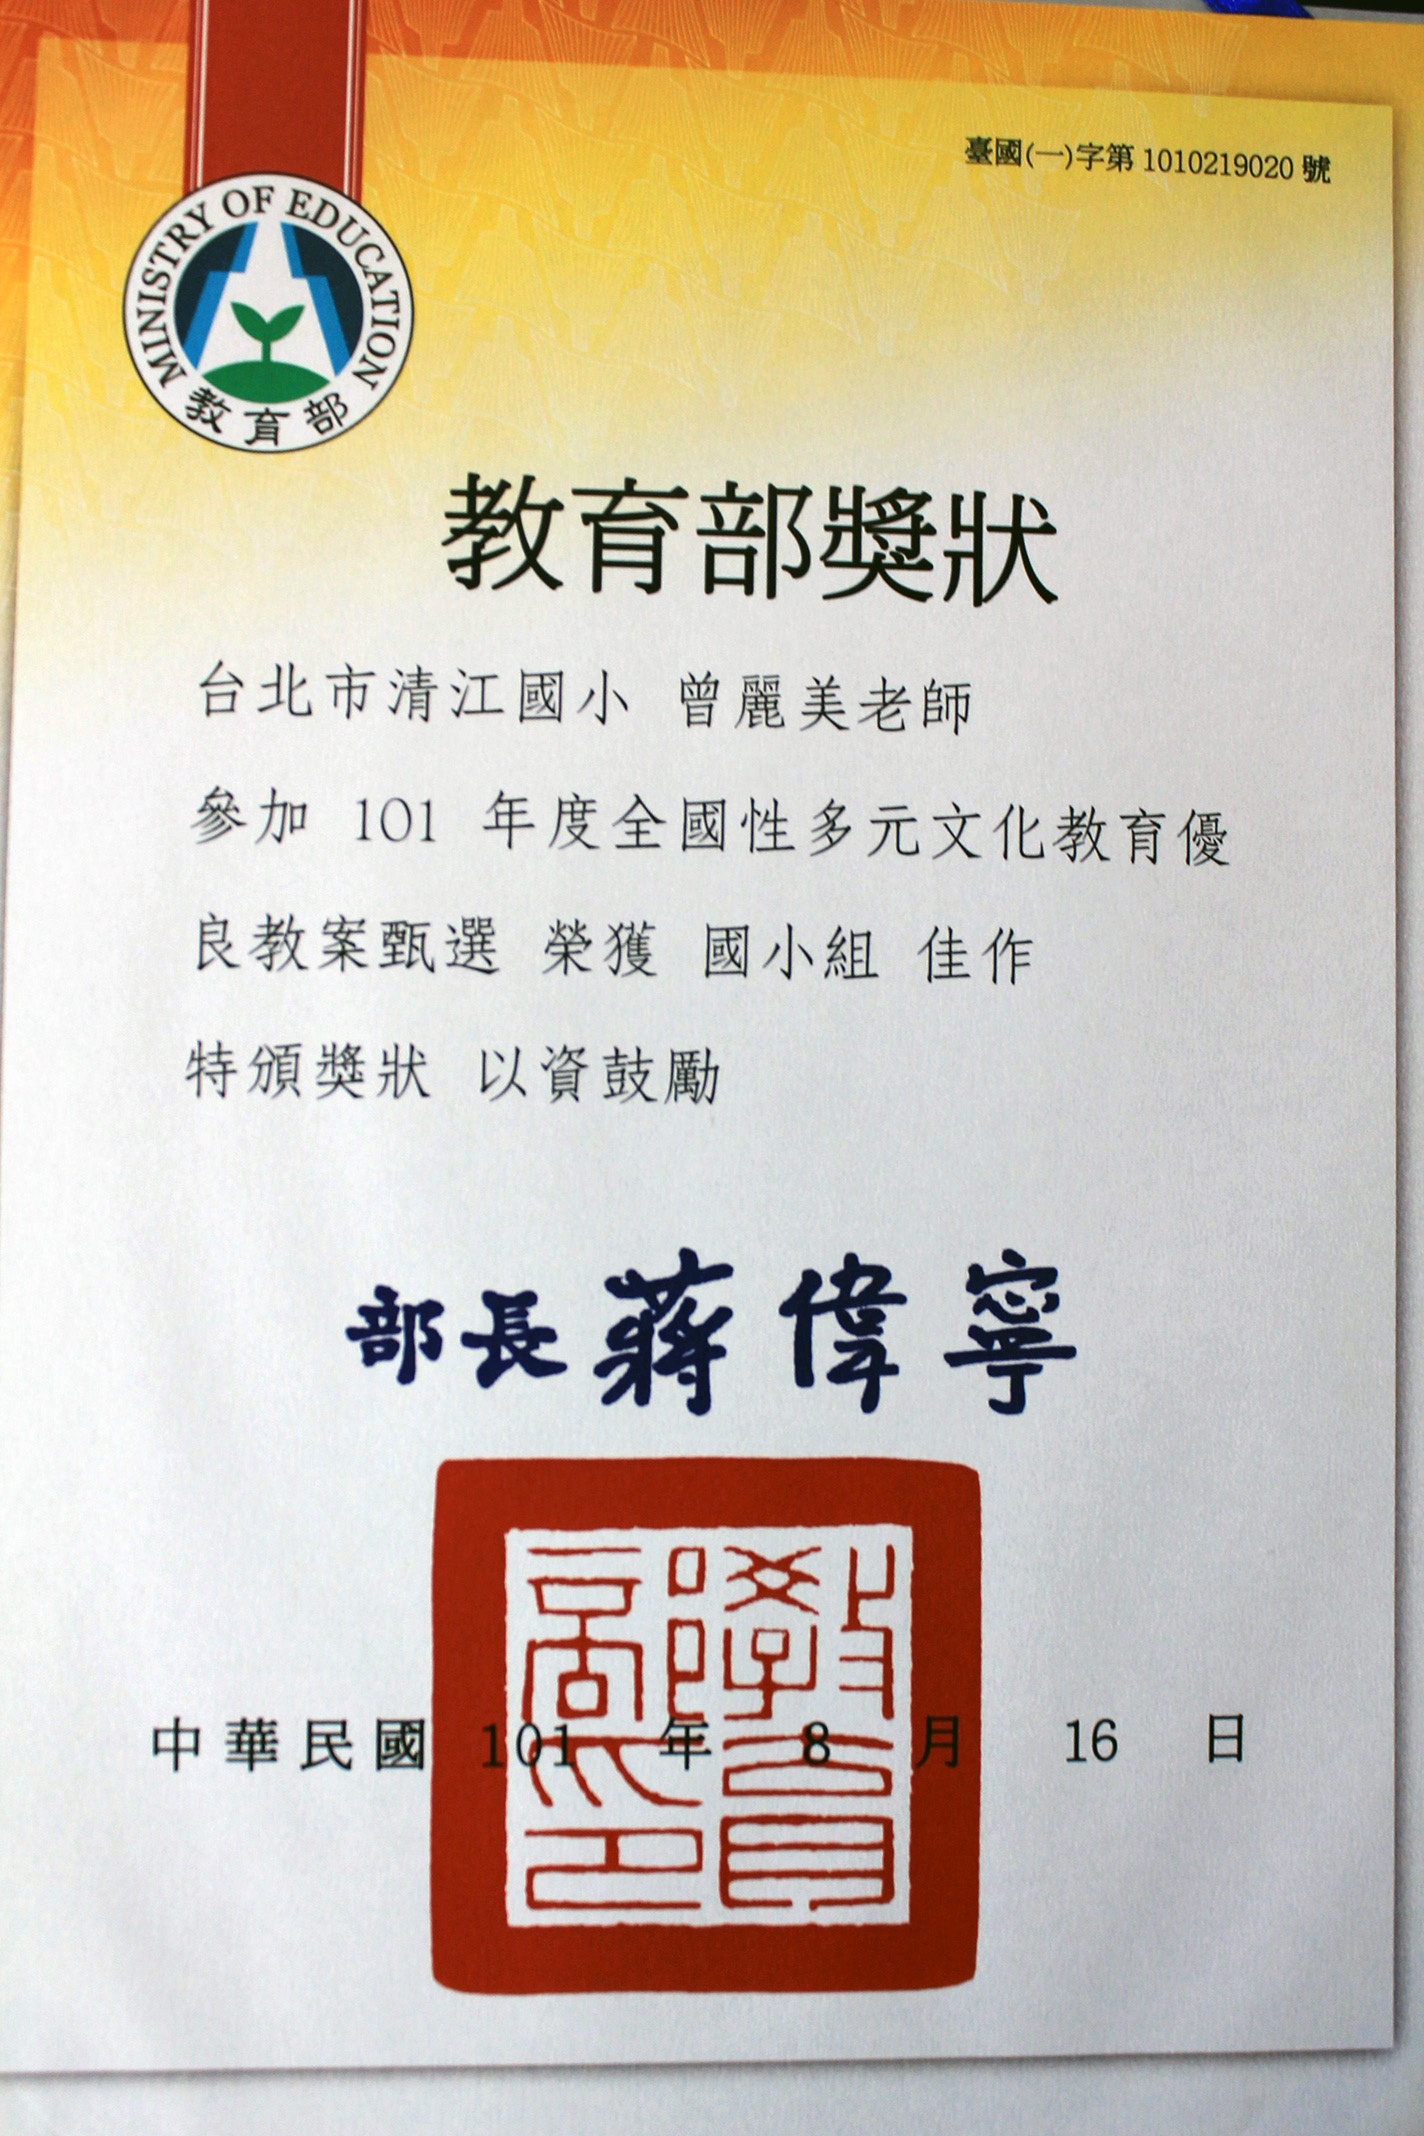 臺國(一)字第 1010219020 號
MINISTRY OF EDUCATION
教育部
教育部獎狀
台北市清江國小 曾麗美老師
參加 101 年度全國性多元文化教育優
良教案甄選 榮獲 國小組 佳作
特頒獎狀 以資鼓勵
部長 蔣偉寧
教育部印
中華民國 101 年 8 月 16 日